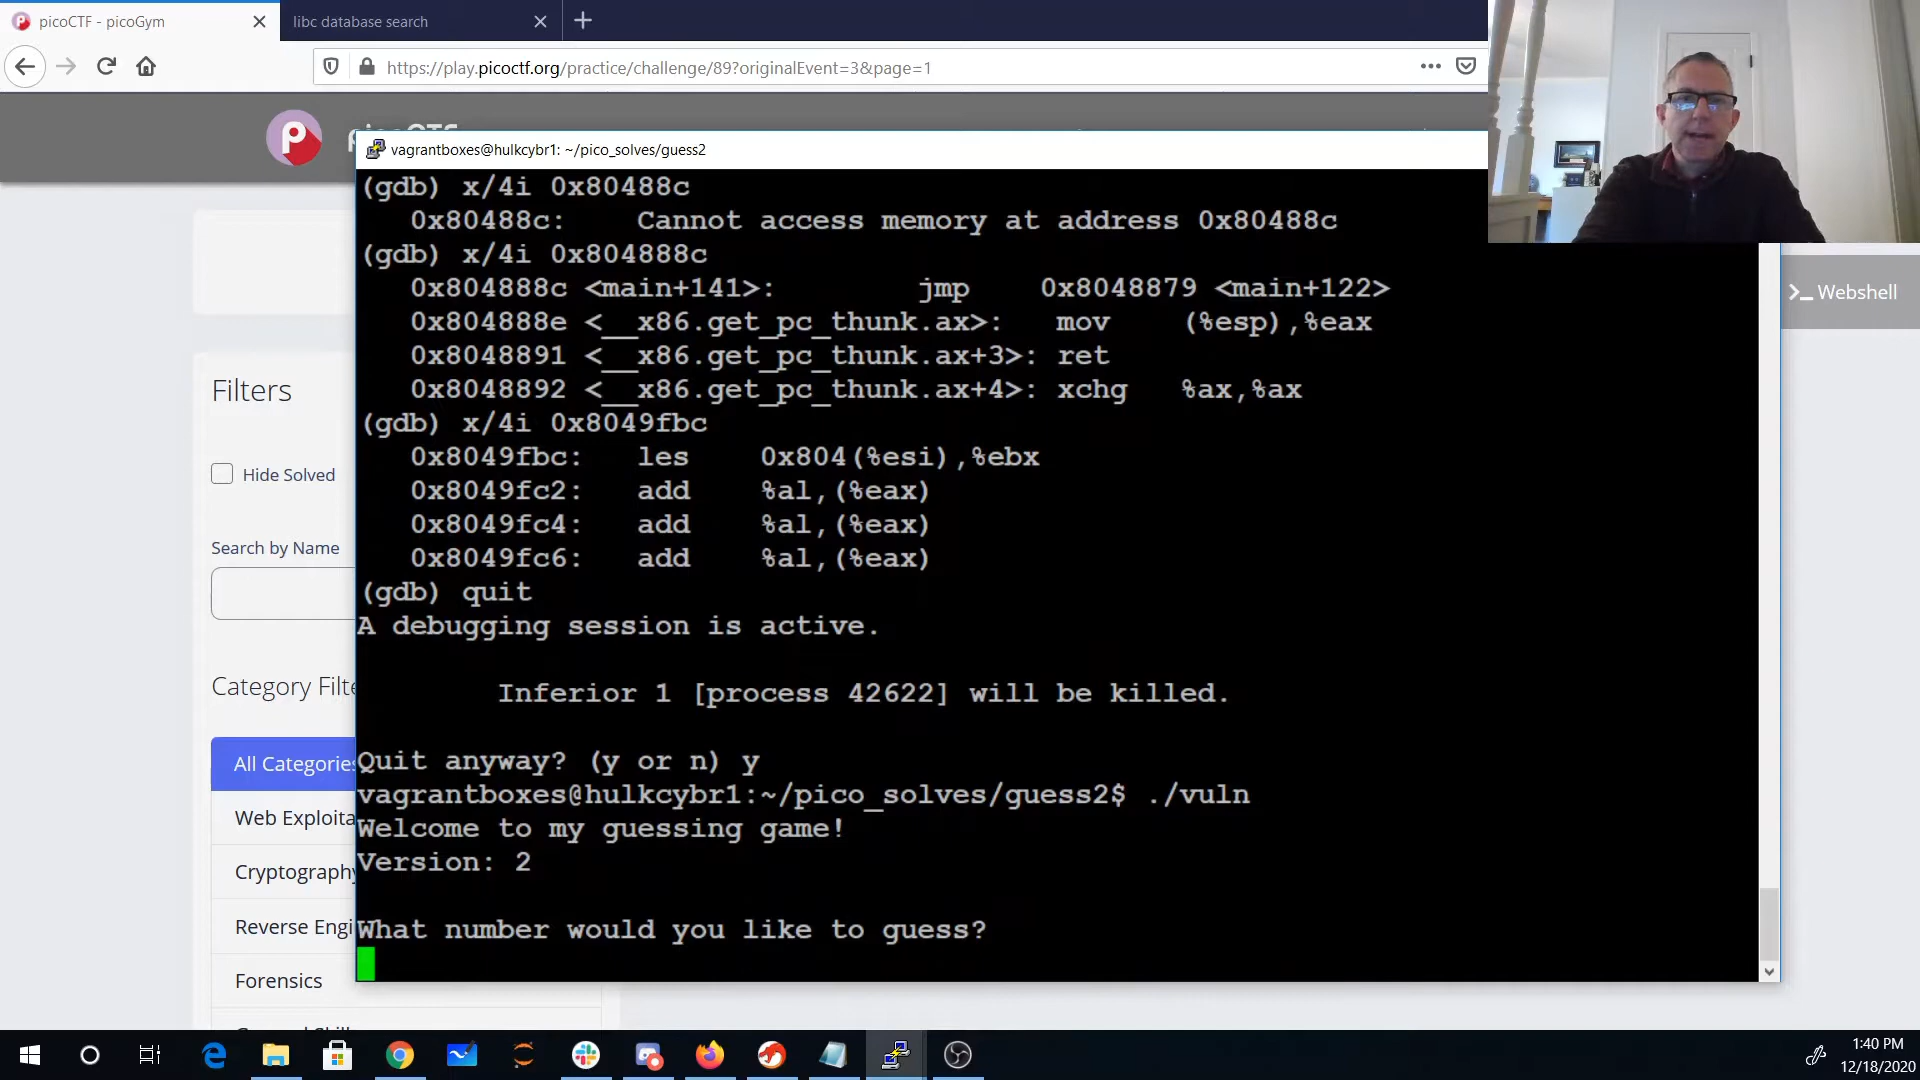 picoCTF - picoGym
libc database search
https://play.picoctf.org/practice/challenge/89?originalEvent=3&page=1
vagrantboxes@hulkcybr1: ~/pico_solves/guess2
(gdb) x/4i 0x80488c
0x80488c: Cannot access memory at address 0x80488c
(gdb) x/4i 0x804888c
0x804888c <main+141>: jmp 0x8048879 <main+122>
0x804888e <__x86.get_pc_thunk.ax>: mov (%esp),%eax
0x8048891 <__x86.get_pc_thunk.ax+3>: ret
0x8048892 <__x86.get_pc_thunk.ax+4>: xchg %ax,%ax
(gdb) x/4i 0x8049fbc
0x8049fbc: les 0x804(%esi),%ebx
0x8049fc2: add %al,(%eax)
0x8049fc4: add %al,(%eax)
0x8049fc6: add %al,(%eax)
(gdb) quit
A debugging session is active.
Inferior 1 [process 42622] will be killed.
Quit anyway? (y or n) y
vagrantboxes@hulkcybr1:~/pico_solves/guess2$ ./vuln
Welcome to my guessing game!
Version: 2
What number would you like to guess?
Webshell
Filters
Hide Solved
Search by Name
Category Filte
All Categories
Web Exploita
Cryptography
Reverse Engi
Forensics
1:40 PM
12/18/2020